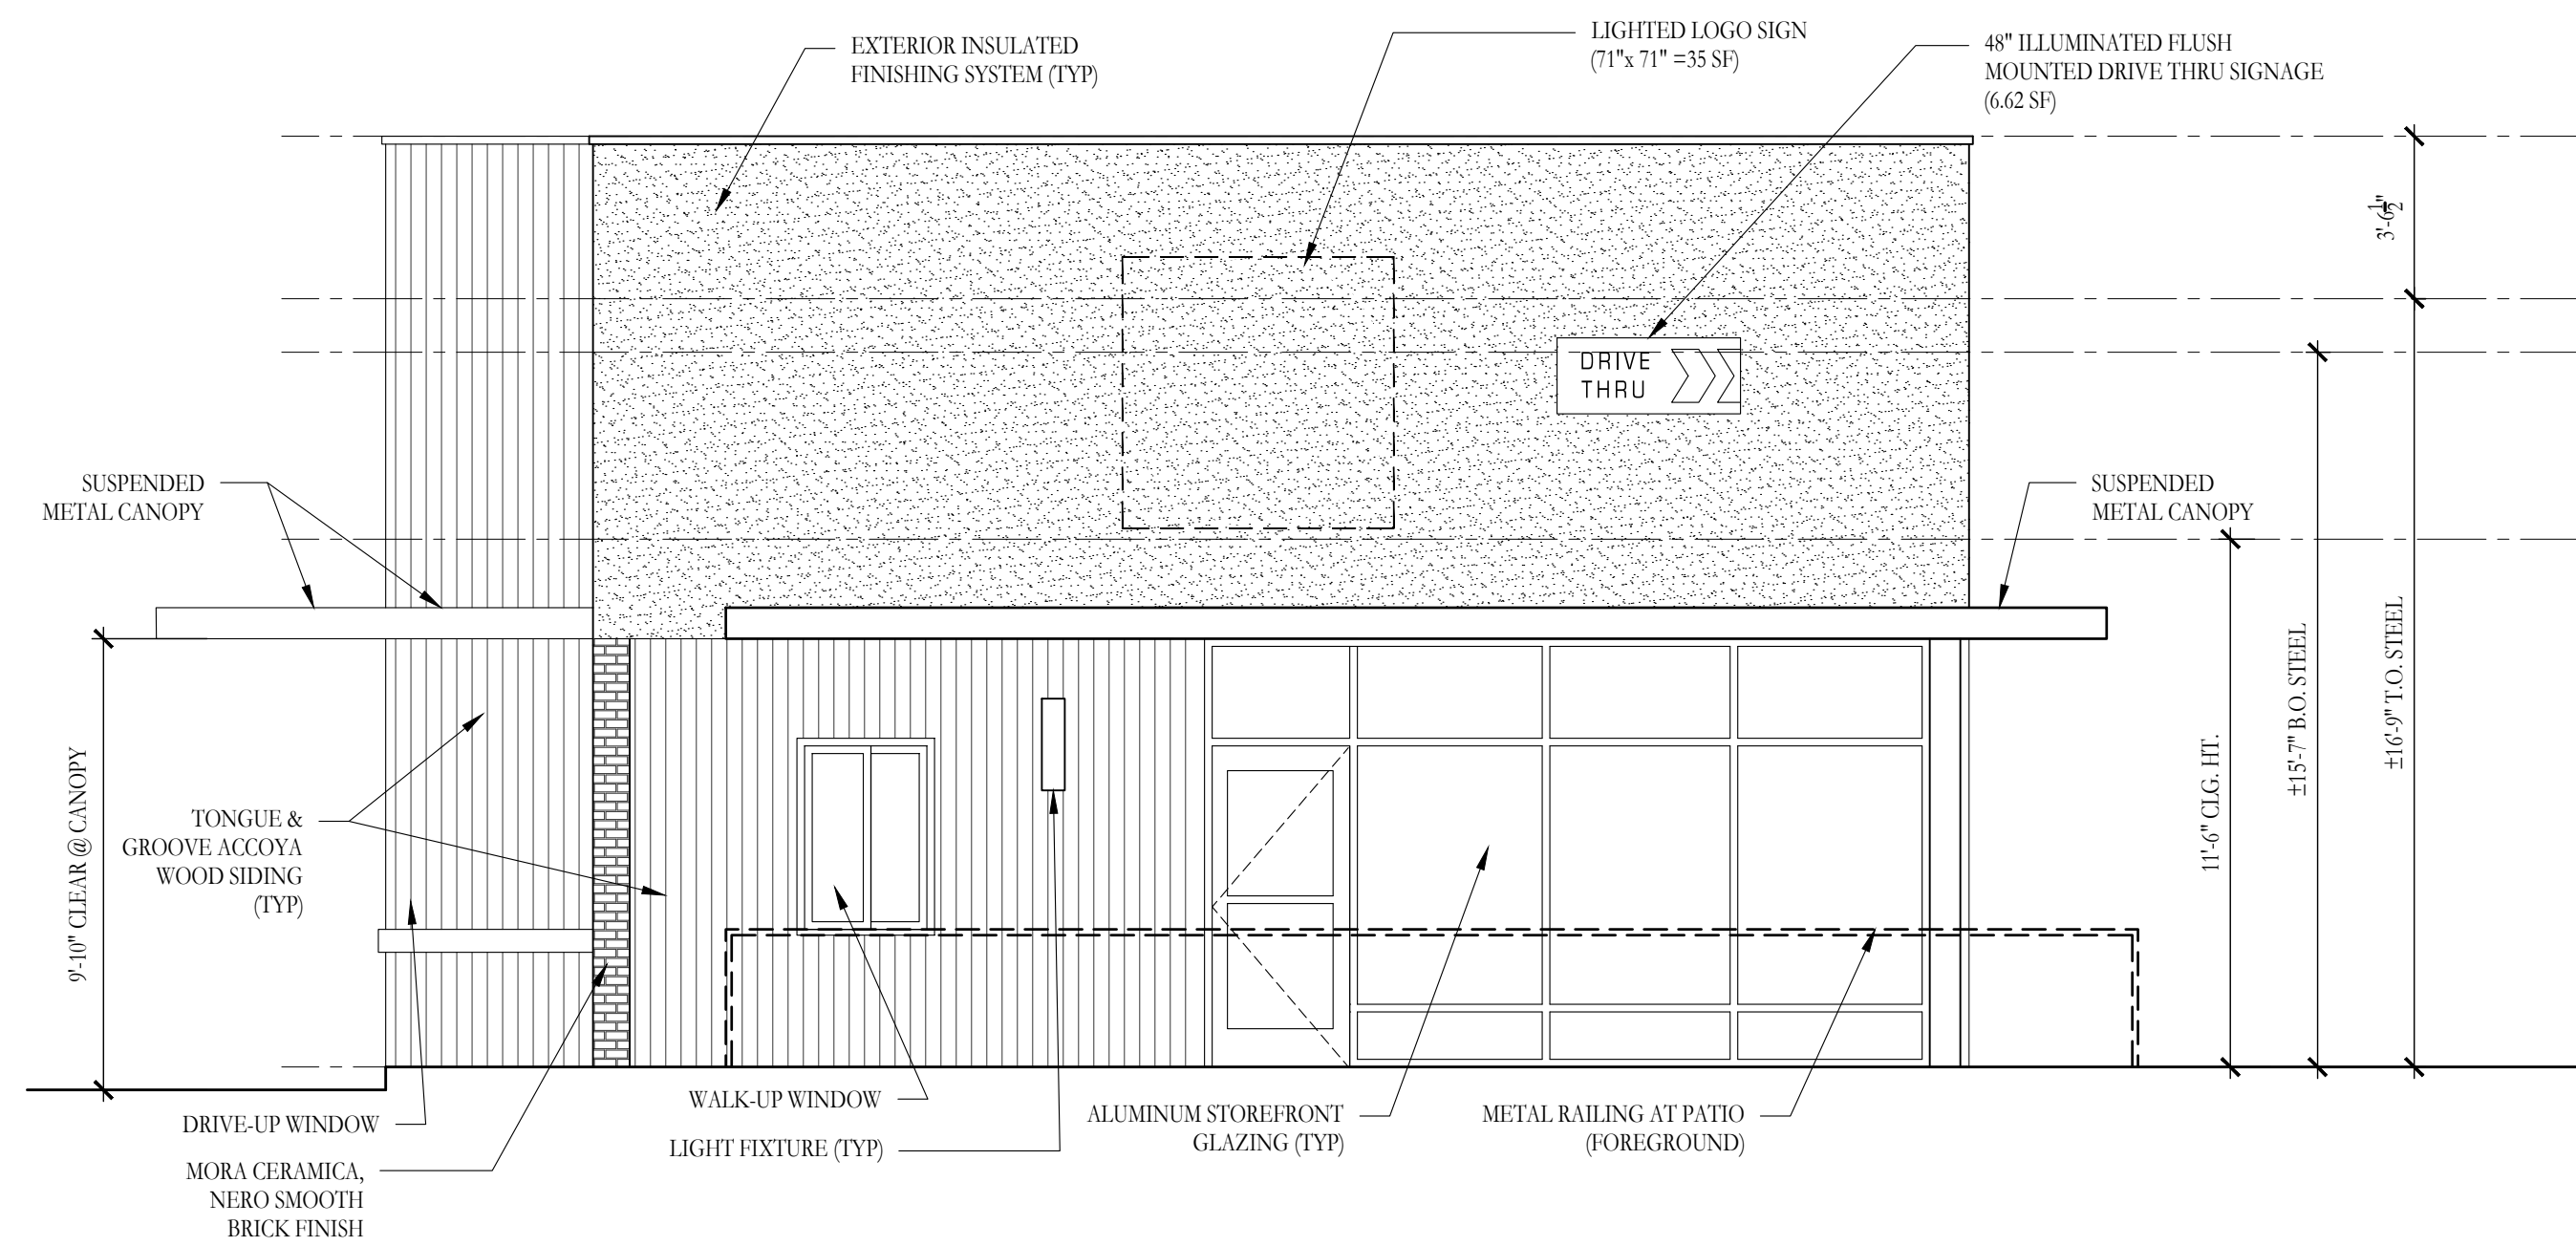 EXTERIOR INSULATED
FINISHING SYSTEM (TYP)
LIGHTED LOGO SIGN
(71"x 71" =35 SF)
48" ILLUMINATED FLUSH
MOUNTED DRIVE THRU SIGNAGE
(6.62 SF)
3'-6 1/2"
DRIVE
THRU
SUSPENDED
METAL CANOPY
SUSPENDED
METAL CANOPY
9'-10" CLEAR @ CANOPY
TONGUE &
GROOVE ACCOYA
WOOD SIDING
(TYP)
11'-6" CLG. HT.
±15'-7" B.O. STEEL
±16'-9" T.O. STEEL
DRIVE-UP WINDOW
MORA CERAMICA,
NERO SMOOTH
BRICK FINISH
WALK-UP WINDOW
LIGHT FIXTURE (TYP)
ALUMINUM STOREFRONT
GLAZING (TYP)
METAL RAILING AT PATIO
(FOREGROUND)